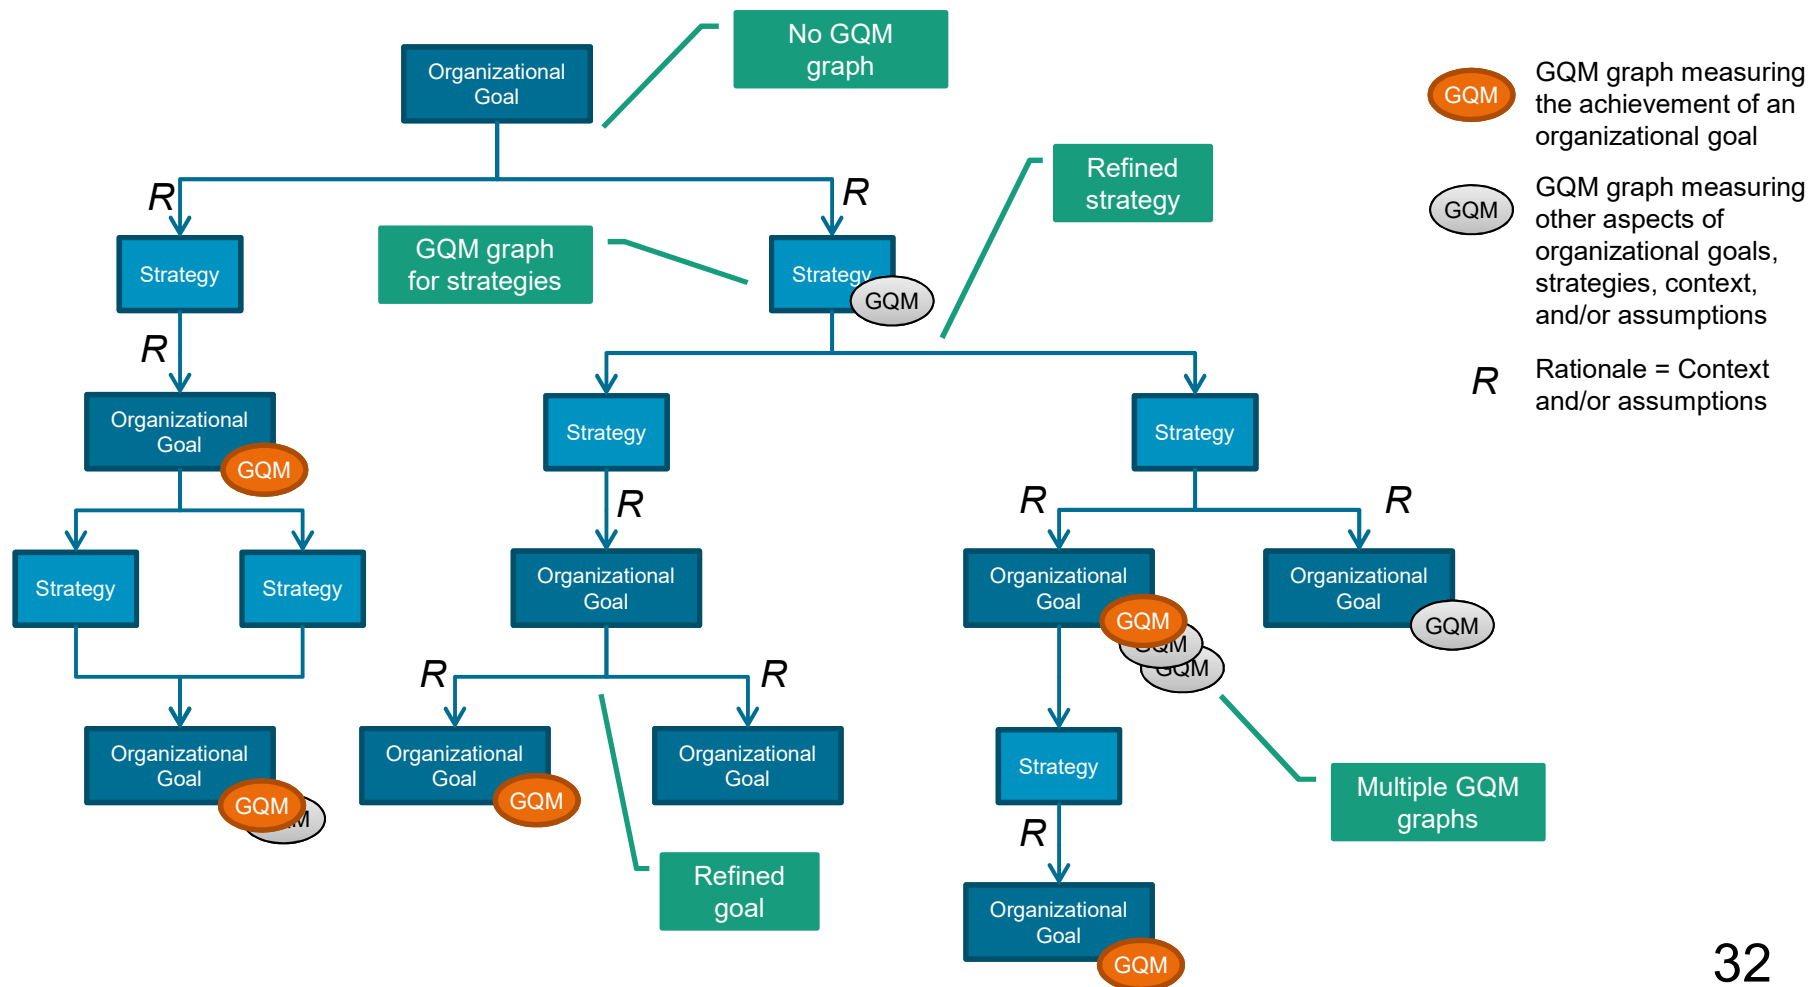 No GQM
graph
Organizational
Goal
GQM
GQM graph measuring
the achievement of an
organizational goal
Refined
strategy
R
R
GQM
GQM graph measuring
other aspects of
organizational goals,
strategies, context,
and/or assumptions
GQM graph
for strategies
Strategy
Strategy
GQM
R
R
Rationale = Context
and/or assumptions
Organizational
Goal
GQM
Strategy
Strategy
R
R
R
Strategy
Strategy
Organizational
Goal
Organizational
Goal
GQM
GQM
GQM
Organizational
Goal
GQM
R
R
Organizational
Goal
GQM
Organizational
Goal
GQM
Organizational
Goal
Strategy
Multiple GQM
graphs
R
Refined
goal
Organizational
Goal
GQM
32